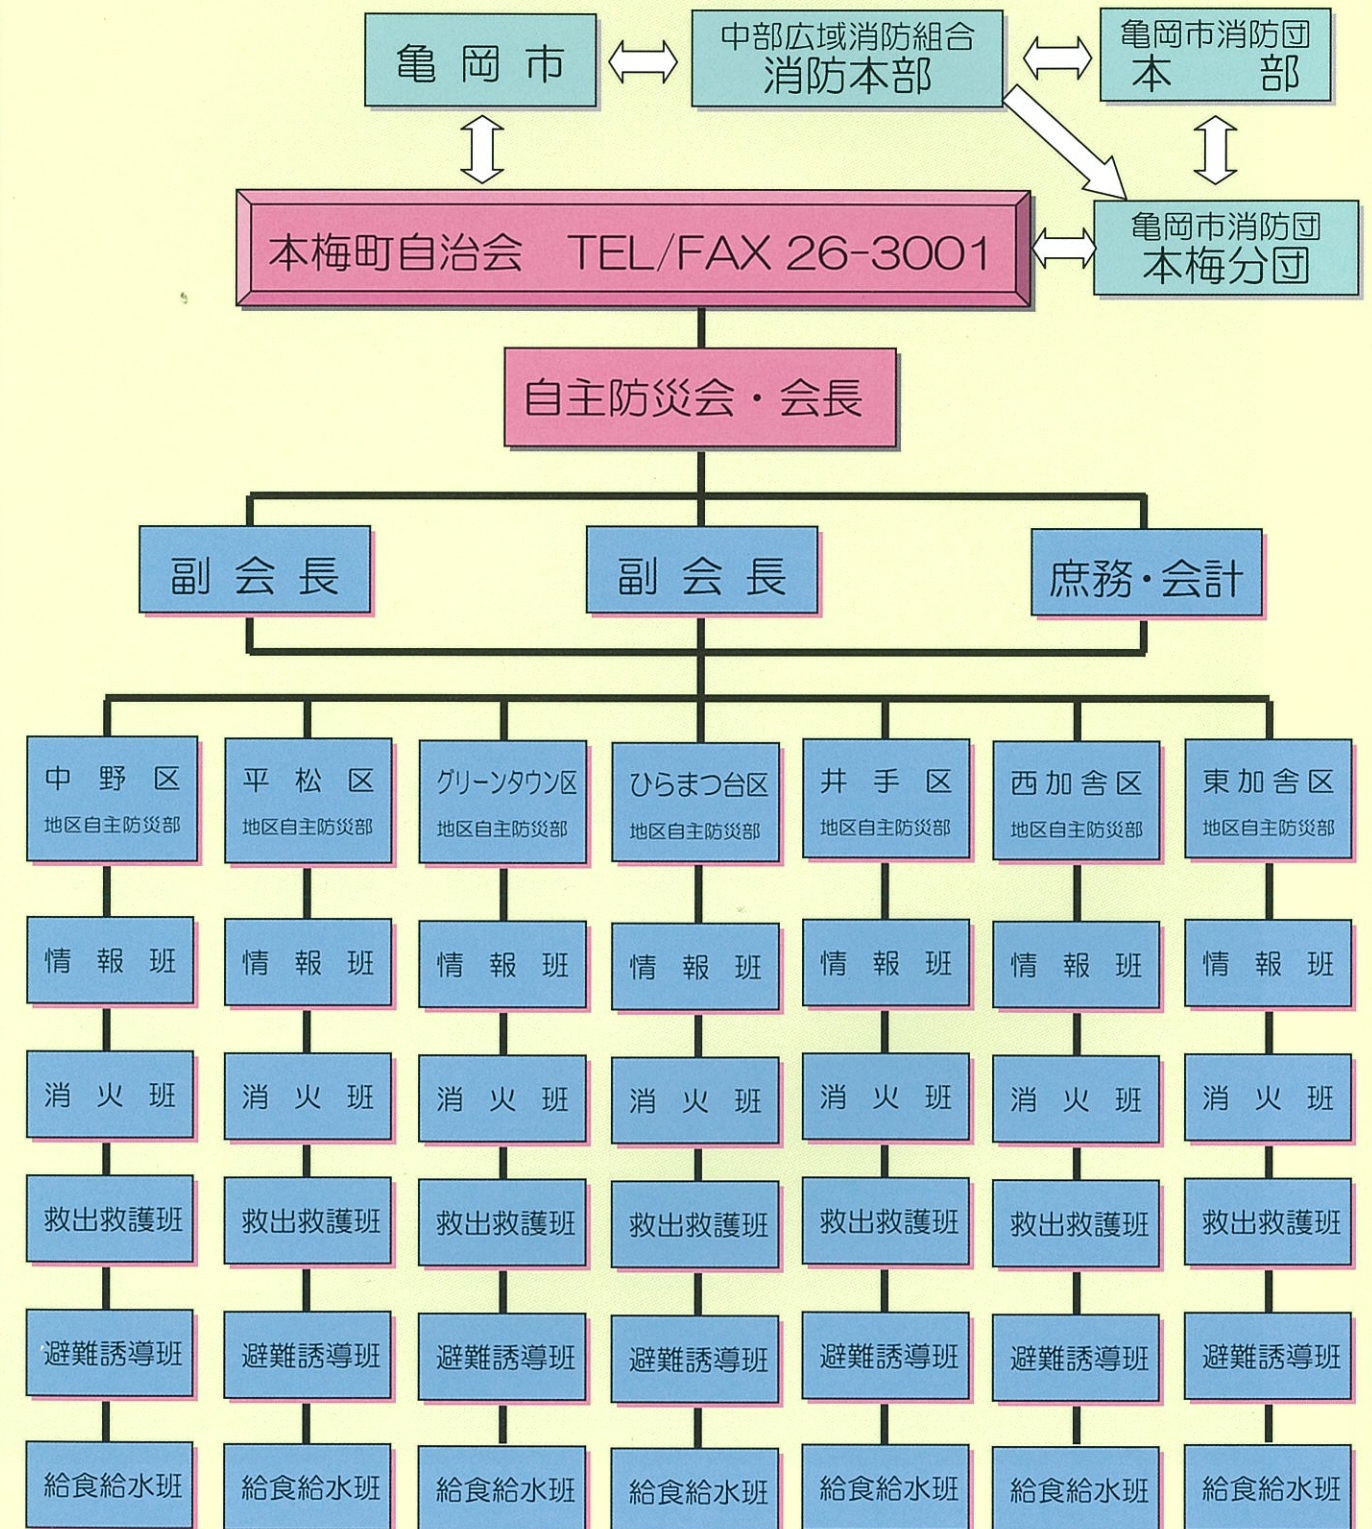 亀岡市
中部広域消防組合
消防本部
亀岡市消防団
本部
本梅町自治会　TEL/FAX 26-3001
亀岡市消防団
本梅分団
自主防災会・会長
副会長
副会長
庶務・会計
中野区
地区自主防災部
平松区
地区自主防災部
グリーンタウン区
地区自主防災部
ひらまつ台区
地区自主防災部
井手区
地区自主防災部
西加舎区
地区自主防災部
東加舎区
地区自主防災部
情報班
情報班
情報班
情報班
情報班
情報班
情報班
消火班
消火班
消火班
消火班
消火班
消火班
消火班
救出救護班
救出救護班
救出救護班
救出救護班
救出救護班
救出救護班
救出救護班
避難誘導班
避難誘導班
避難誘導班
避難誘導班
避難誘導班
避難誘導班
避難誘導班
給食給水班
給食給水班
給食給水班
給食給水班
給食給水班
給食給水班
給食給水班